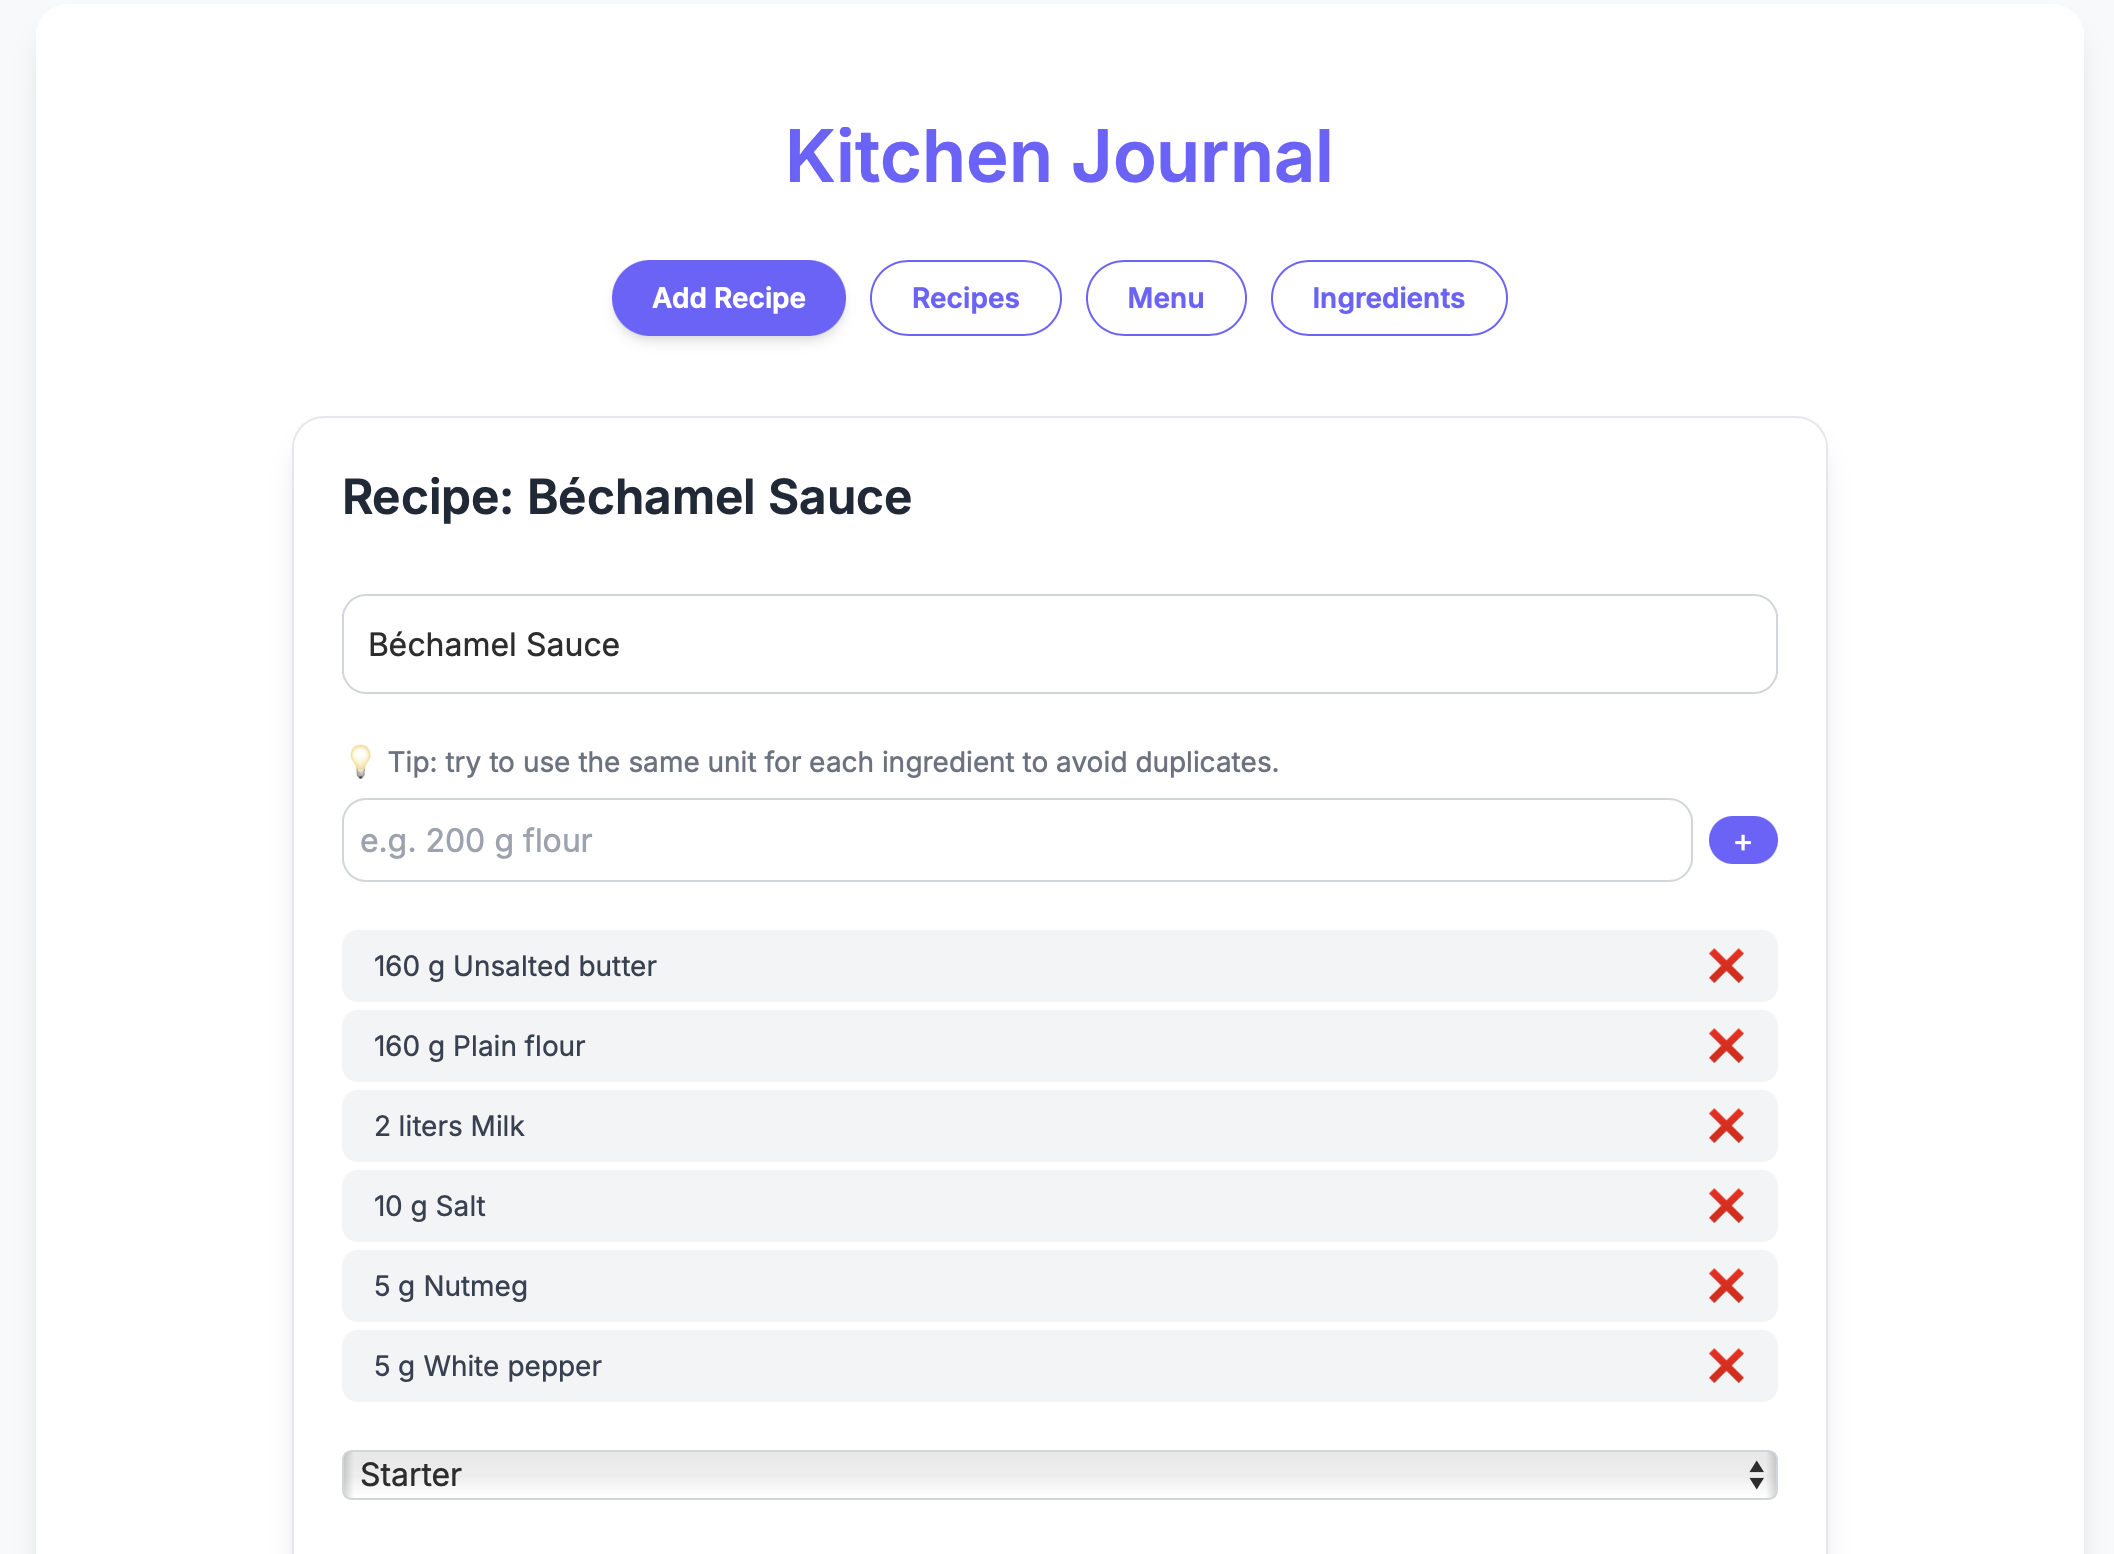 Kitchen Journal
Add Recipe Recipes Menu Ingredients
Recipe: Béchamel Sauce
Béchamel Sauce
💡 Tip: try to use the same unit for each ingredient to avoid duplicates.
e.g. 200 g flour +
160 g Unsalted butter ❌
160 g Plain flour ❌
2 liters Milk ❌
10 g Salt ❌
5 g Nutmeg ❌
5 g White pepper ❌
Starter